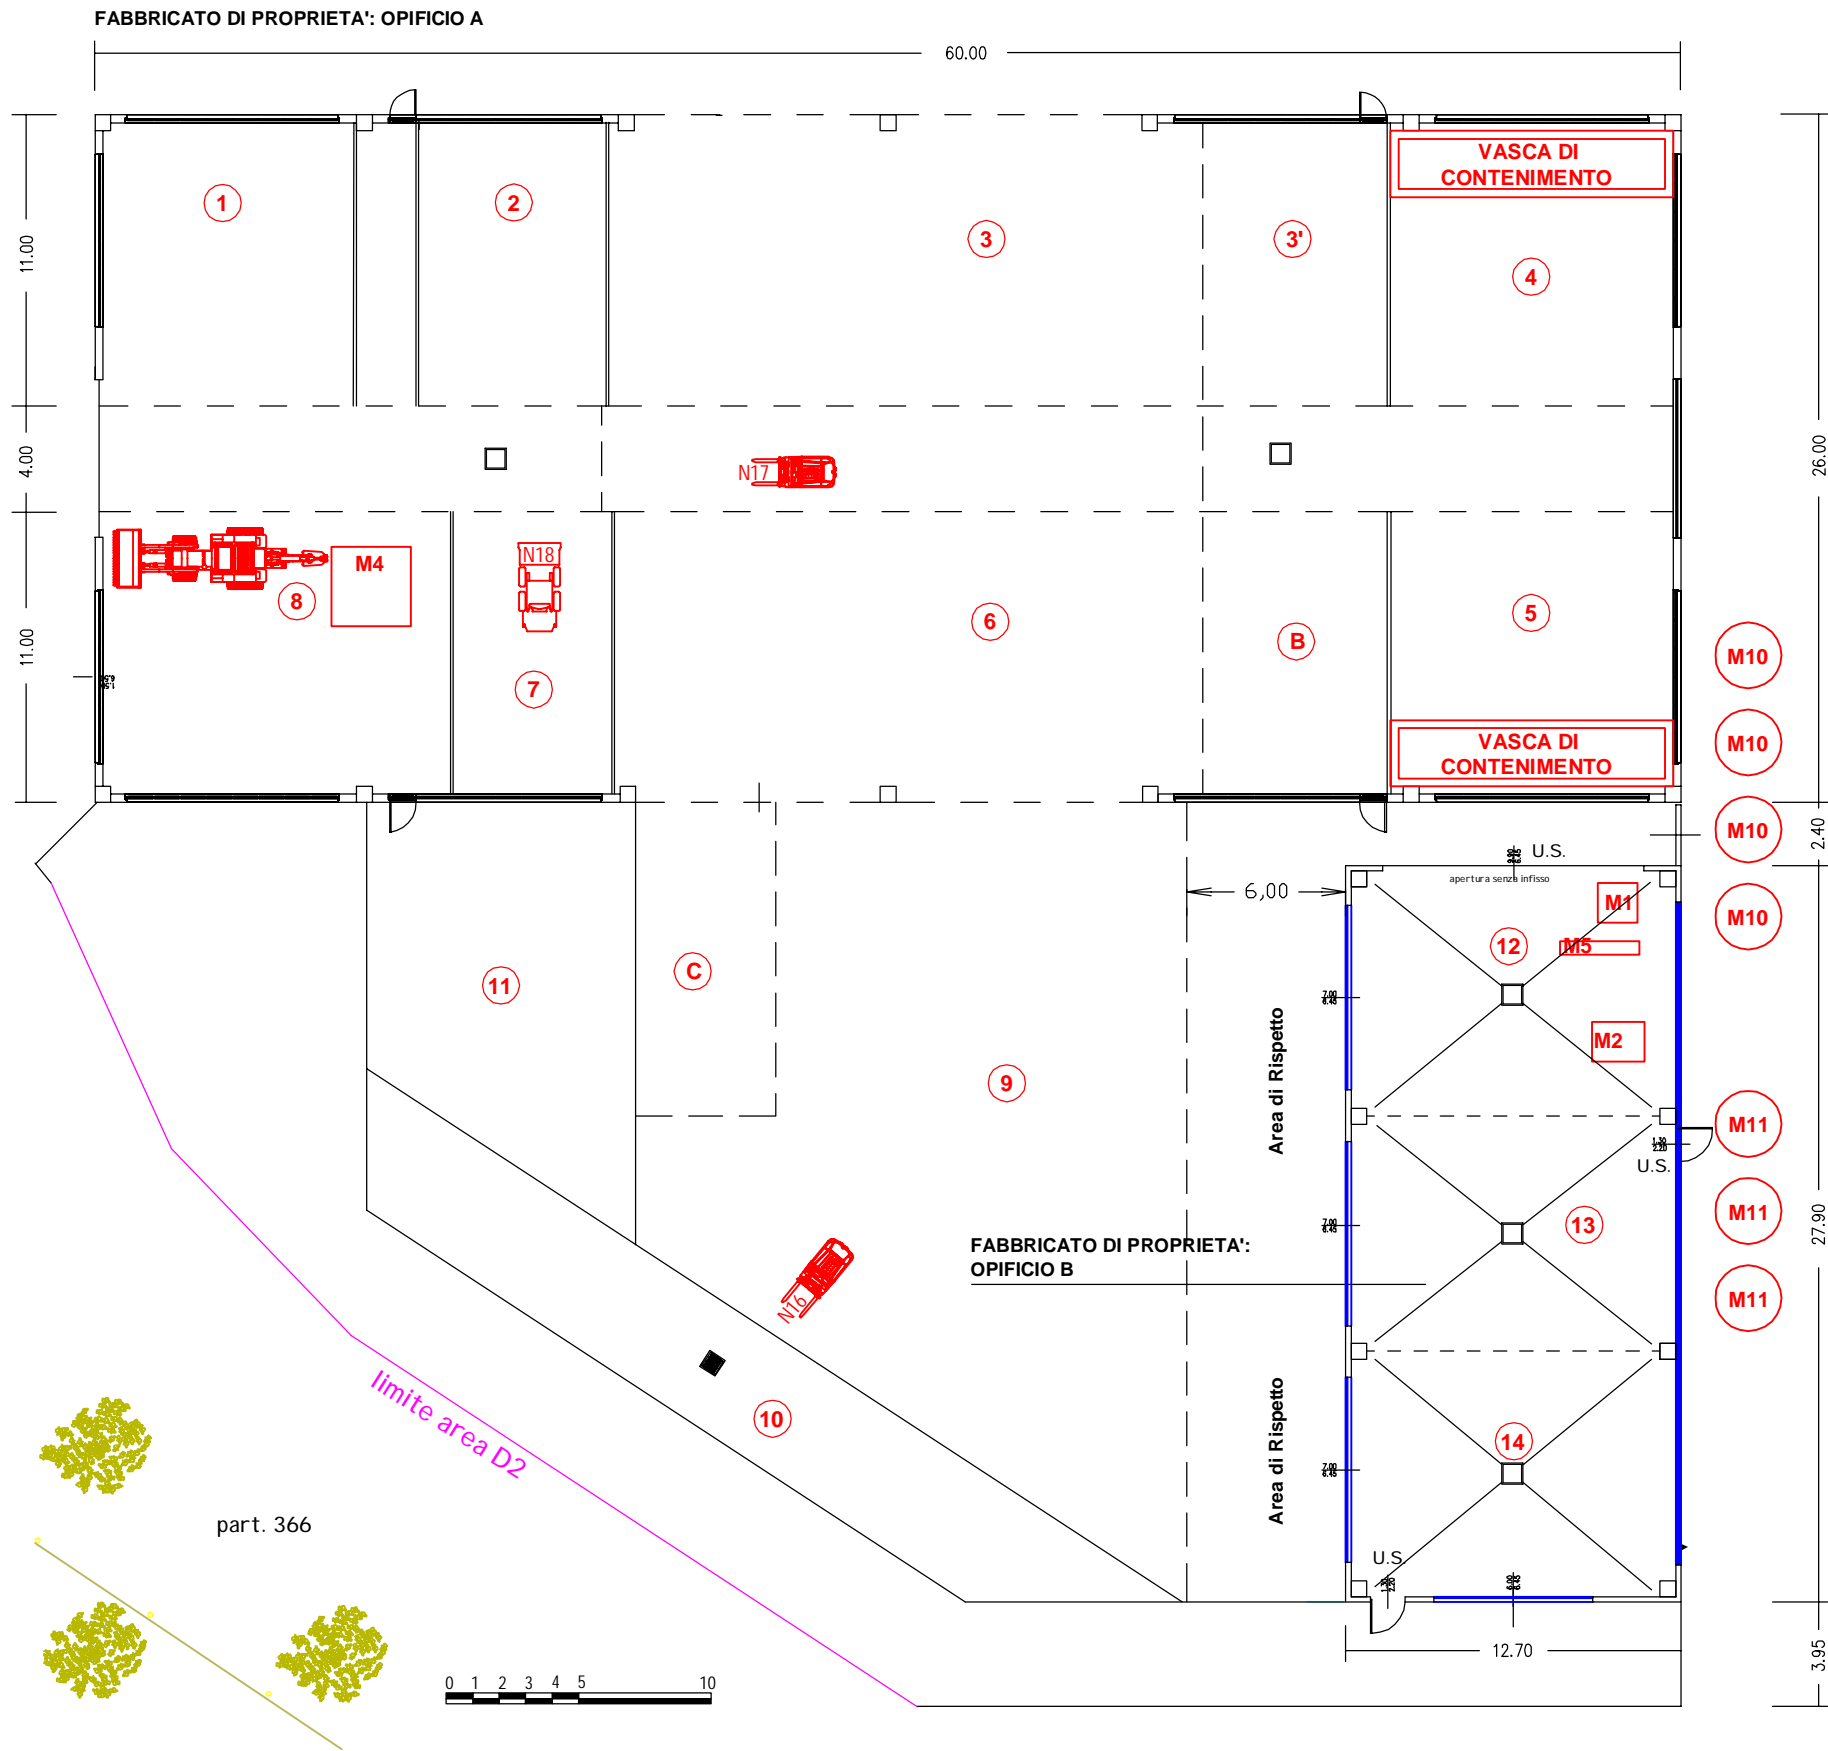 FABBRICATO DI PROPRIETA': OPIFICIO A
60.00
VASCA DI
CONTENIMENTO
1
2
3
3'
4
11.00
4.00
26.00
N17
N18
M4
8
6
B
5
7
11.00
M10
M10
VASCA DI
CONTENIMENTO
M10
2.40
U.S.
apertura senza infisso
6,00
M1
M10
12
M5
11
C
9
Area di Rispetto
M2
M11
U.S.
M11
13
27.90
FABBRICATO DI PROPRIETA':
OPIFICIO B
M11
N16
limite area D2
10
Area di Rispetto
14
part. 366
U.S.
12.70
3.95
0 1 2 3 4 5 10